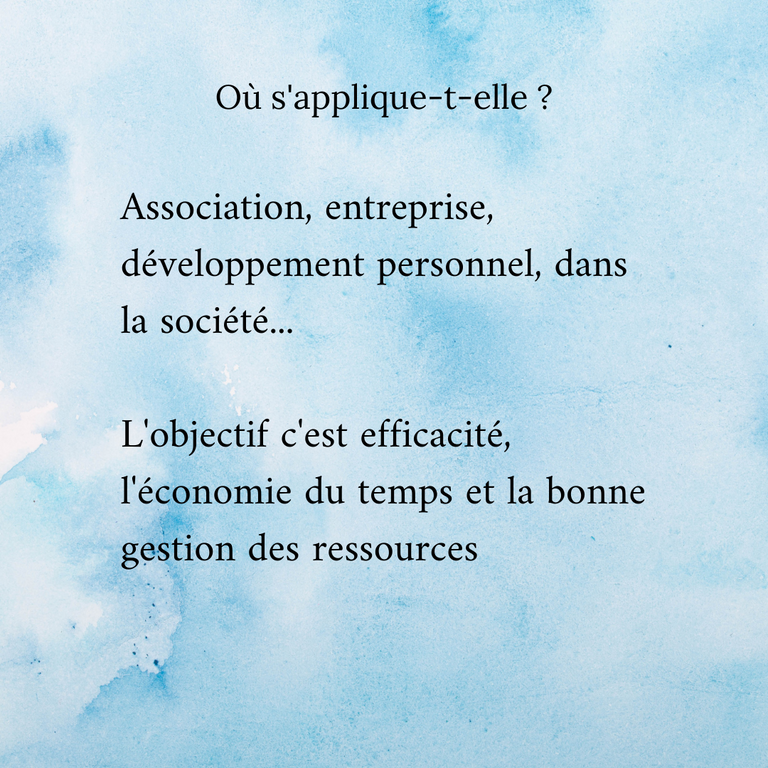 Où s'applique-t-elle ?
Association, entreprise,
développement personnel, dans
la société...
L'objectif c'est efficacité,
l'économie du temps et la bonne
gestion des ressources